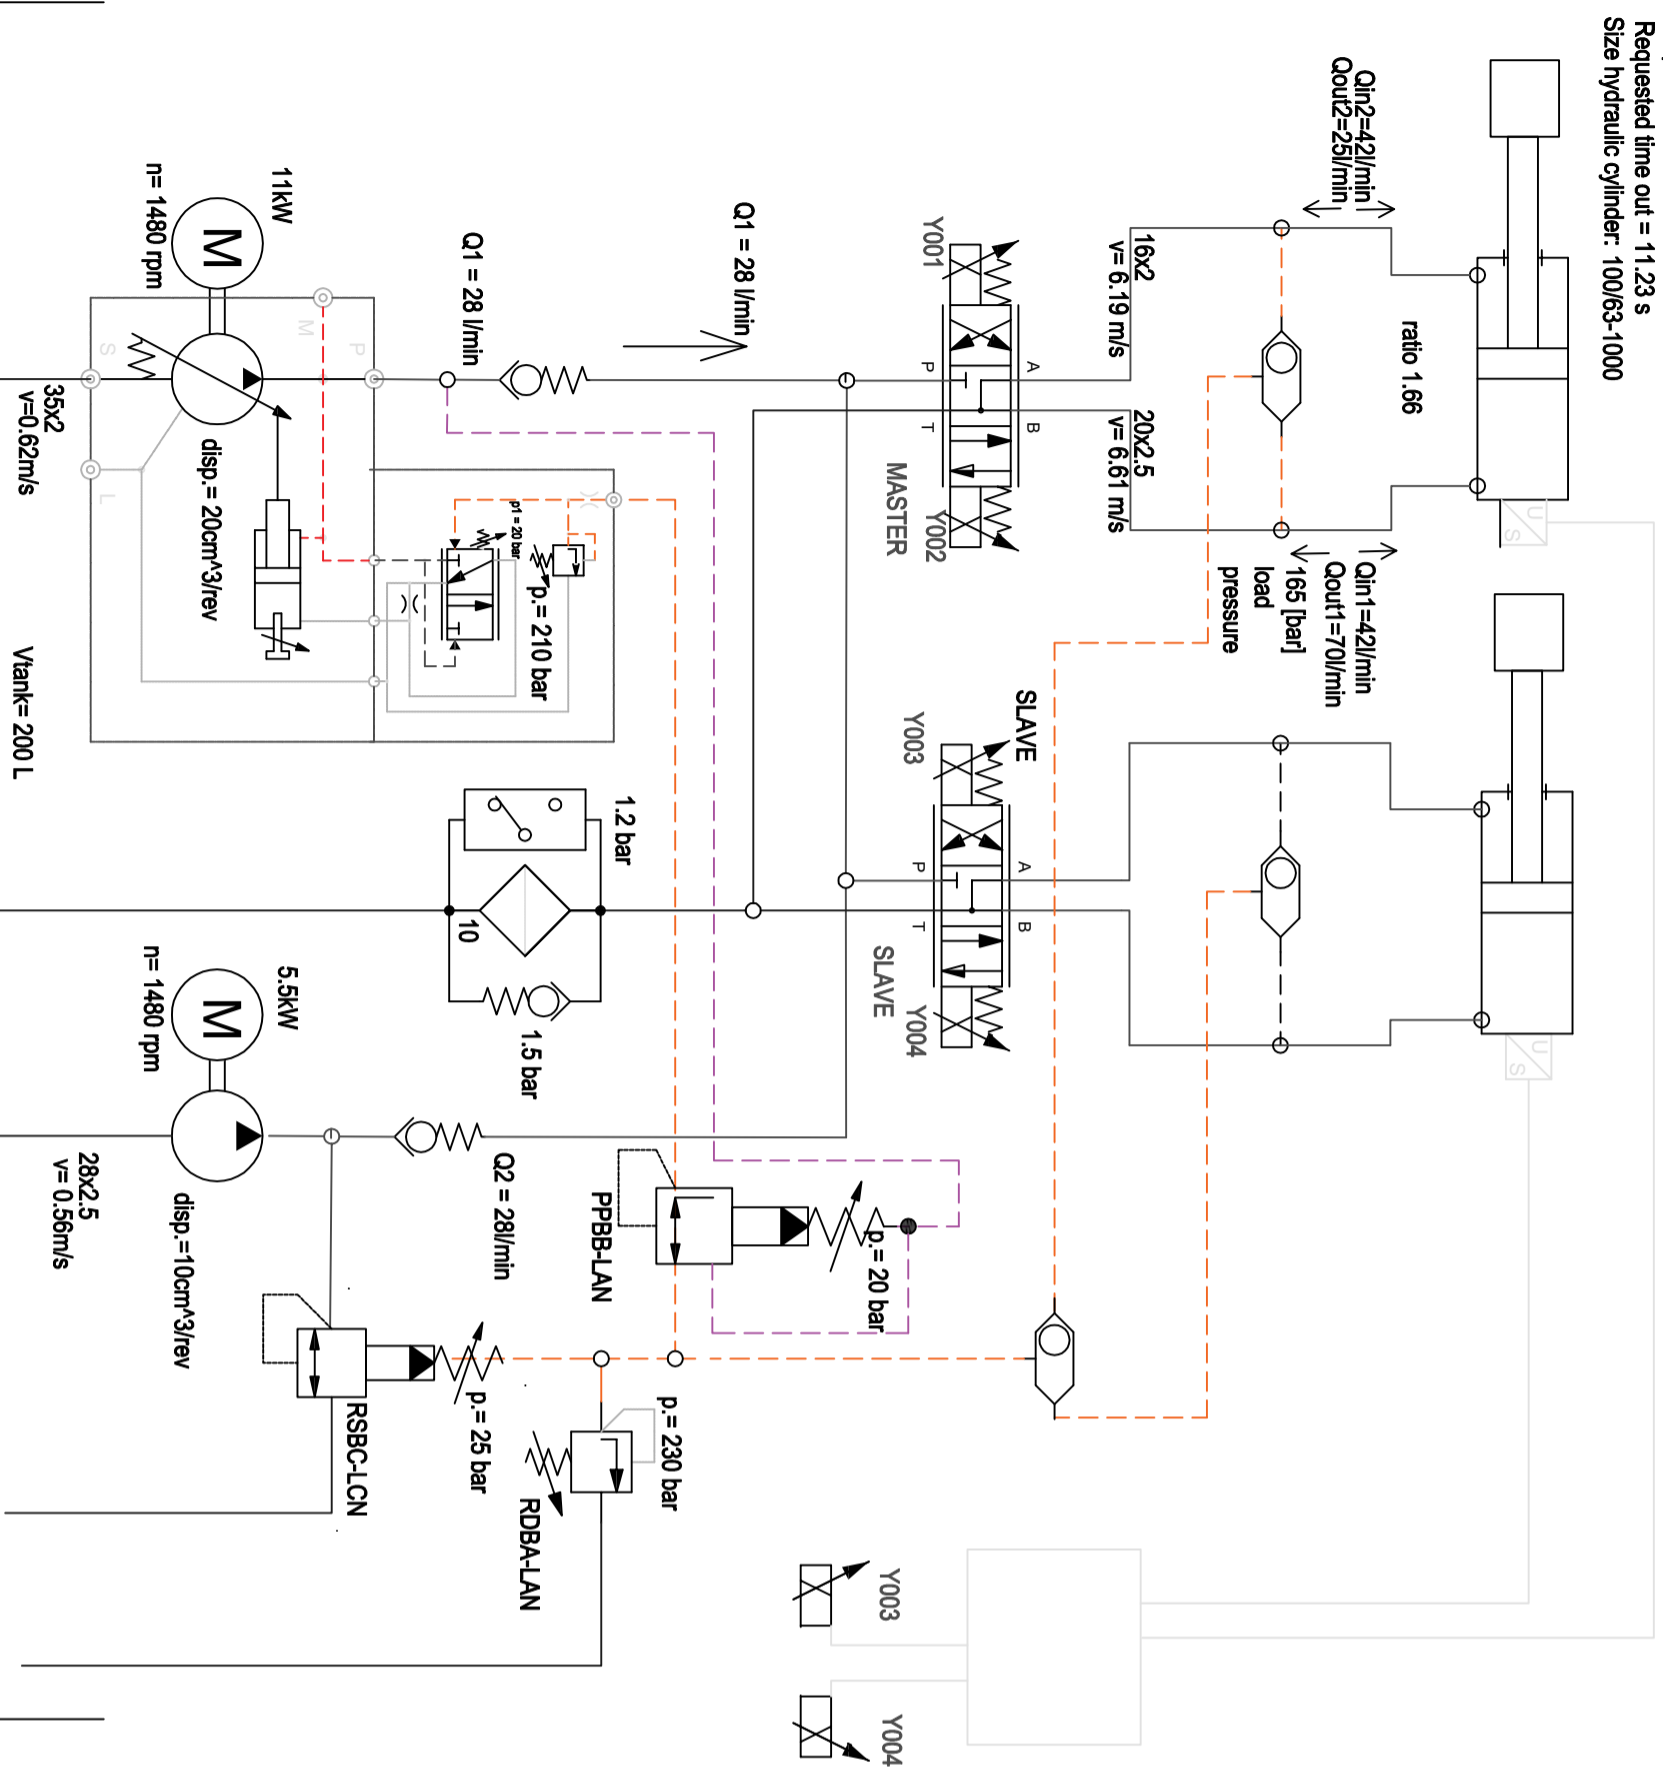 Requested time out = 11.23 s
Size hydraulic cylinder: 100/63-1000
Qin2=42l/min
Qout2=25l/min
ratio 1.66
16x2
v= 6.19 m/s
20x2.5
v= 6.61 m/s
Qin1=42l/min
Qout1=70l/min
165 [bar]
load
pressure
U
S
U
S
Y001
A
B
P
T
Y002
MASTER
SLAVE
Y003
A
B
P
T
Y004
SLAVE
Q1 = 28 l/min
Q1 = 28 l/min
11kW
M
n= 1480 rpm
M
P
S
L
35x2
v=0.62m/s
disp.= 20cm^3/rev
p1 = 20 bar
p.= 210 bar
Vtank= 200 L
1.2 bar
10
1.5 bar
5.5kW
M
n= 1480 rpm
28x2.5
v= 0.56m/s
disp.=10cm^3/rev
Q2 = 28l/min
PPBB-LAN
p.= 20 bar
p.= 25 bar
RSBC-LCN
p.= 230 bar
RDBA-LAN
Y003
Y004